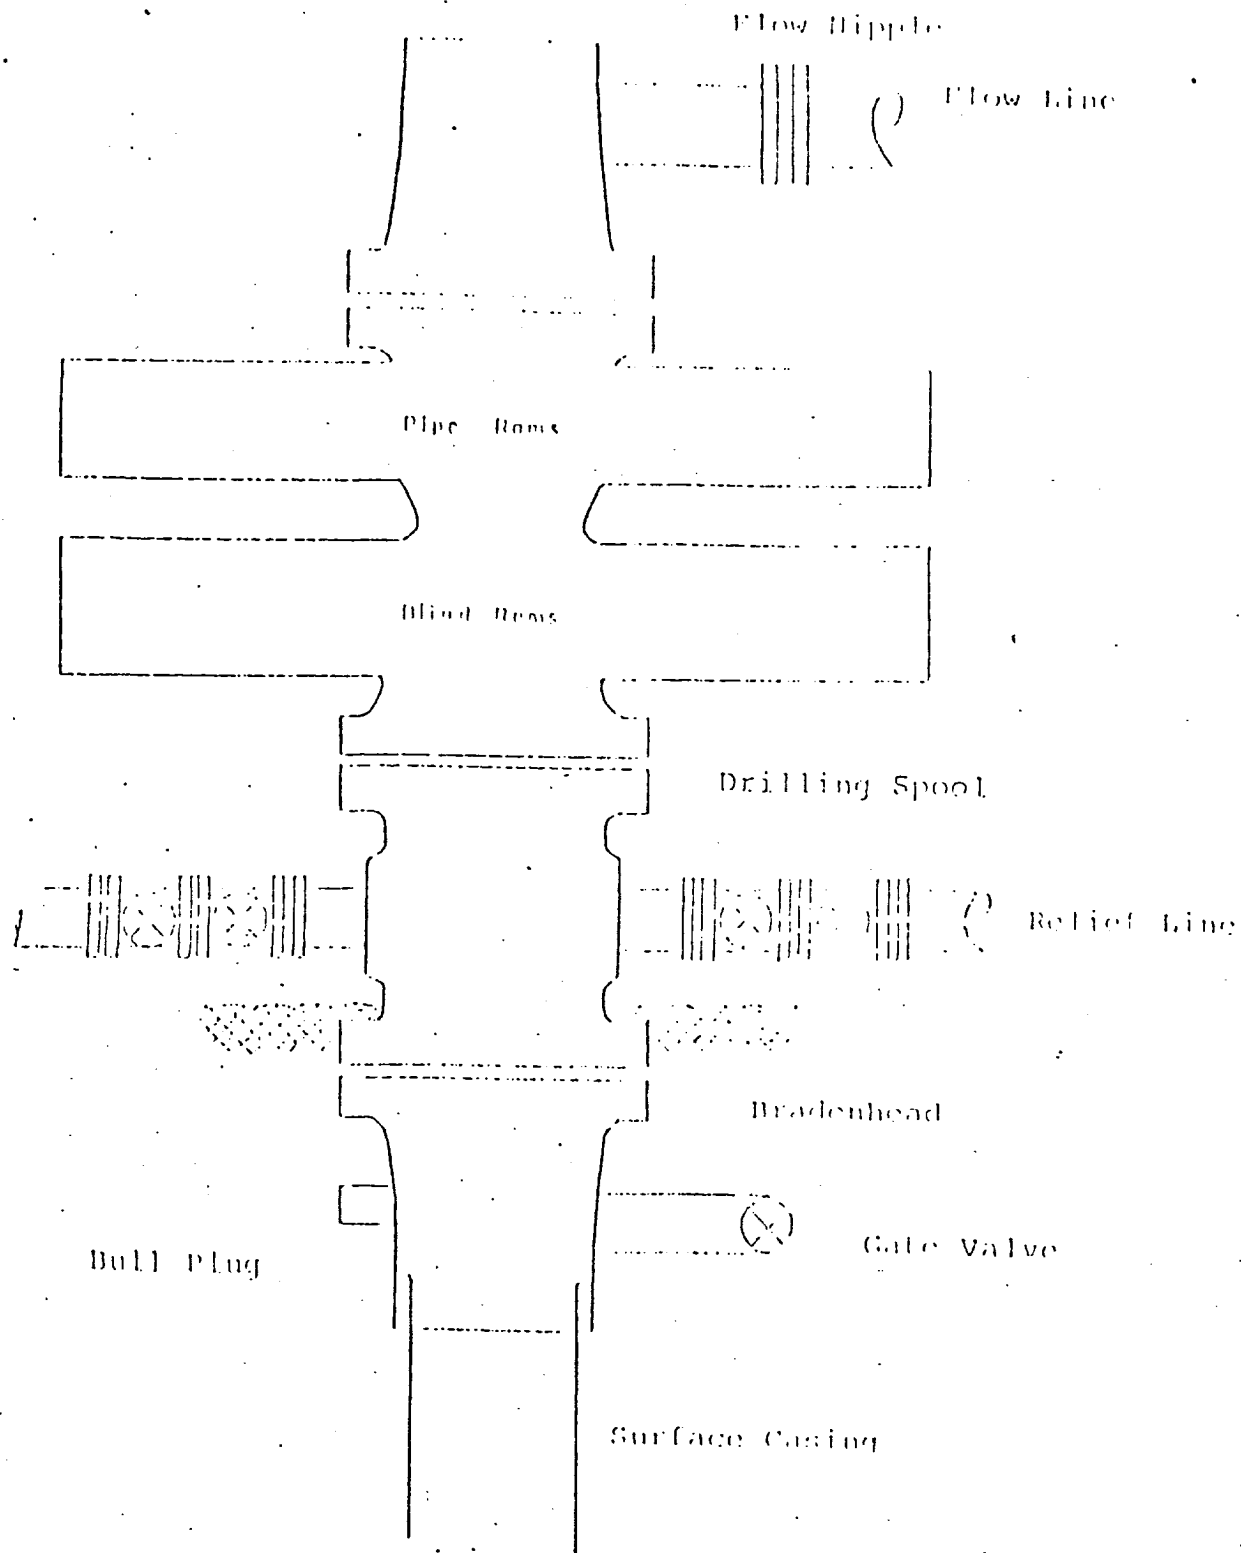 Flow Nipple
Flow Line
Pipe Rams
Blind Rams
Drilling Spool
Relief Line
Bradenhead
Gate Valve
Bull Plug
Surface Casing